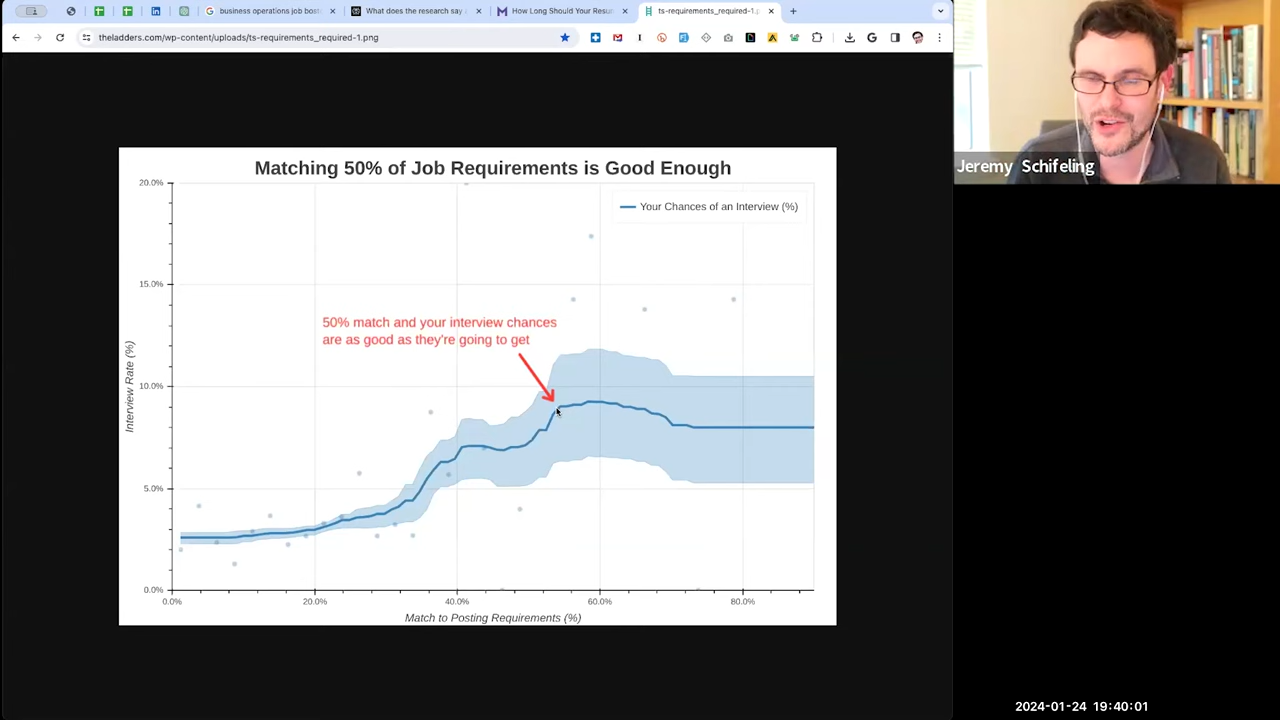 business operations job bost
What does the research say
How Long Should Your Resur
ts-requirements_required-1.p
theladders.com/wp-content/uploads/ts-requirements_required-1.png
Jeremy Schifeling
Matching 50% of Job Requirements is Good Enough
Your Chances of an Interview (%)
50% match and your interview chances
are as good as they're going to get
Interview Rate (%)
20.0%
15.0%
10.0%
5.0%
0.0%
0.0% 20.0% 40.0% 60.0% 80.0%
Match to Posting Requirements (%)
2024-01-24 19:40:01